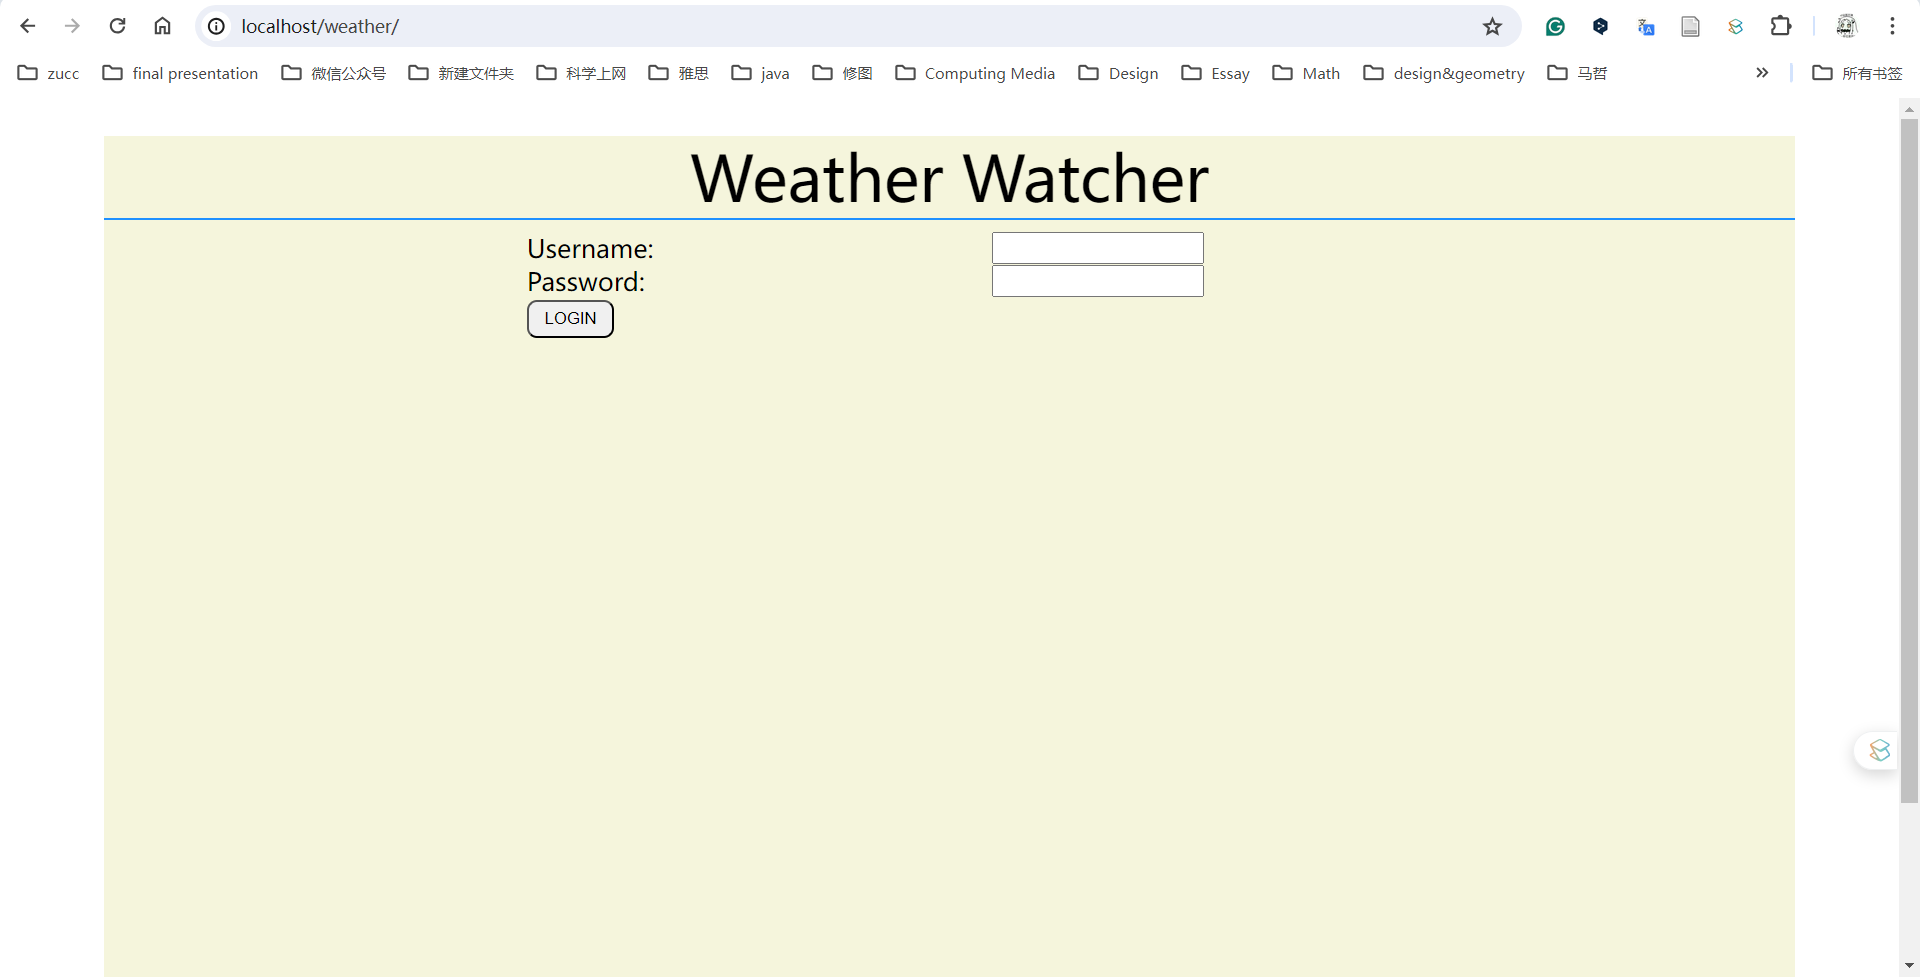 localhost/weather/
zucc final presentation 微信公众号 新建文件夹 科学上网 雅思 java 修图 Computing Media Design Essay Math design&geometry 马哲 » 所有书签
Weather Watcher
Username:
Password:
LOGIN